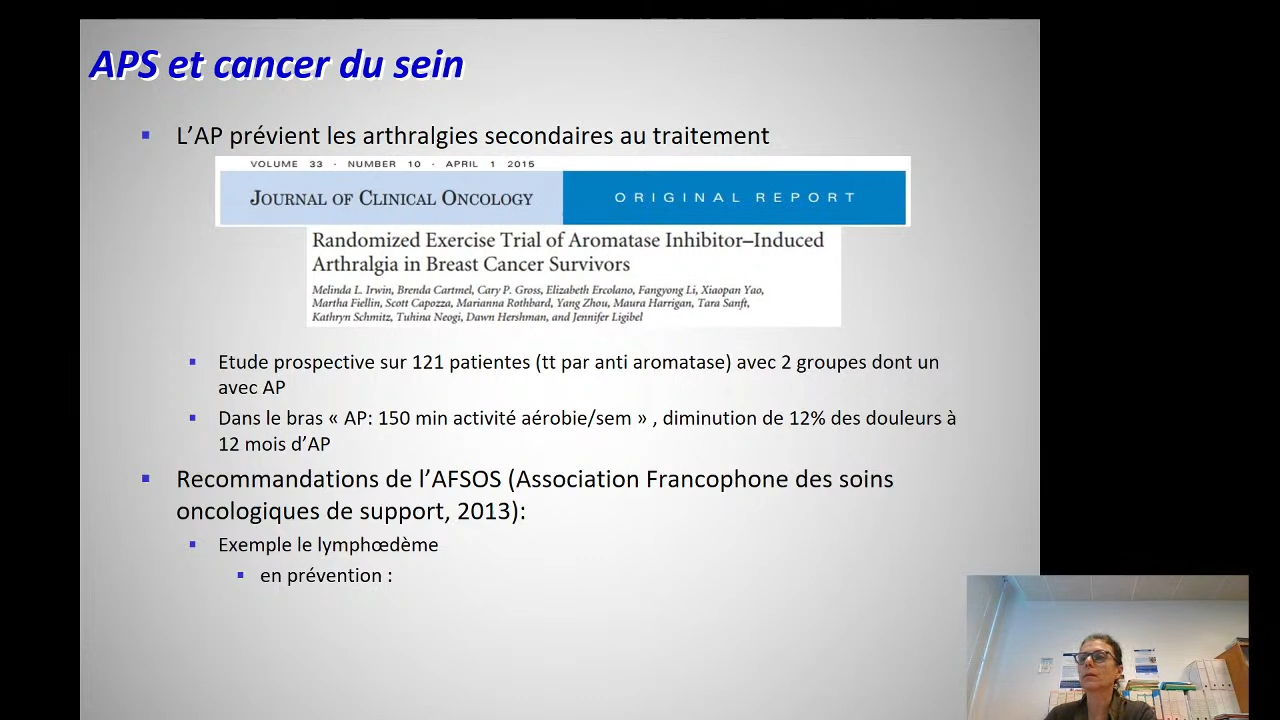 APS et cancer du sein
L’AP prévient les arthralgies secondaires au traitement
VOLUME 33 · NUMBER 10 · APRIL 1 2015
JOURNAL OF CLINICAL ONCOLOGY
ORIGINAL REPORT
Randomized Exercise Trial of Aromatase Inhibitor–Induced
Arthralgia in Breast Cancer Survivors
Melinda L. Irwin, Brenda Cartmel, Cary P. Gross, Elizabeth Ercolano, Fangyong Li, Xiaopan Yao,
Martha Fiellin, Scott Capozza, Marianna Rothbard, Yang Zhou, Maura Harrigan, Tara Sanft,
Kathryn Schmitz, Tuhina Neogi, Dawn Hershman, and Jennifer Ligibel
Etude prospective sur 121 patientes (tt par anti aromatase) avec 2 groupes dont un
avec AP
Dans le bras « AP: 150 min activité aérobie/sem » , diminution de 12% des douleurs à
12 mois d’AP
Recommandations de l’AFSOS (Association Francophone des soins
oncologiques de support, 2013):
Exemple le lymphœdème
en prévention :